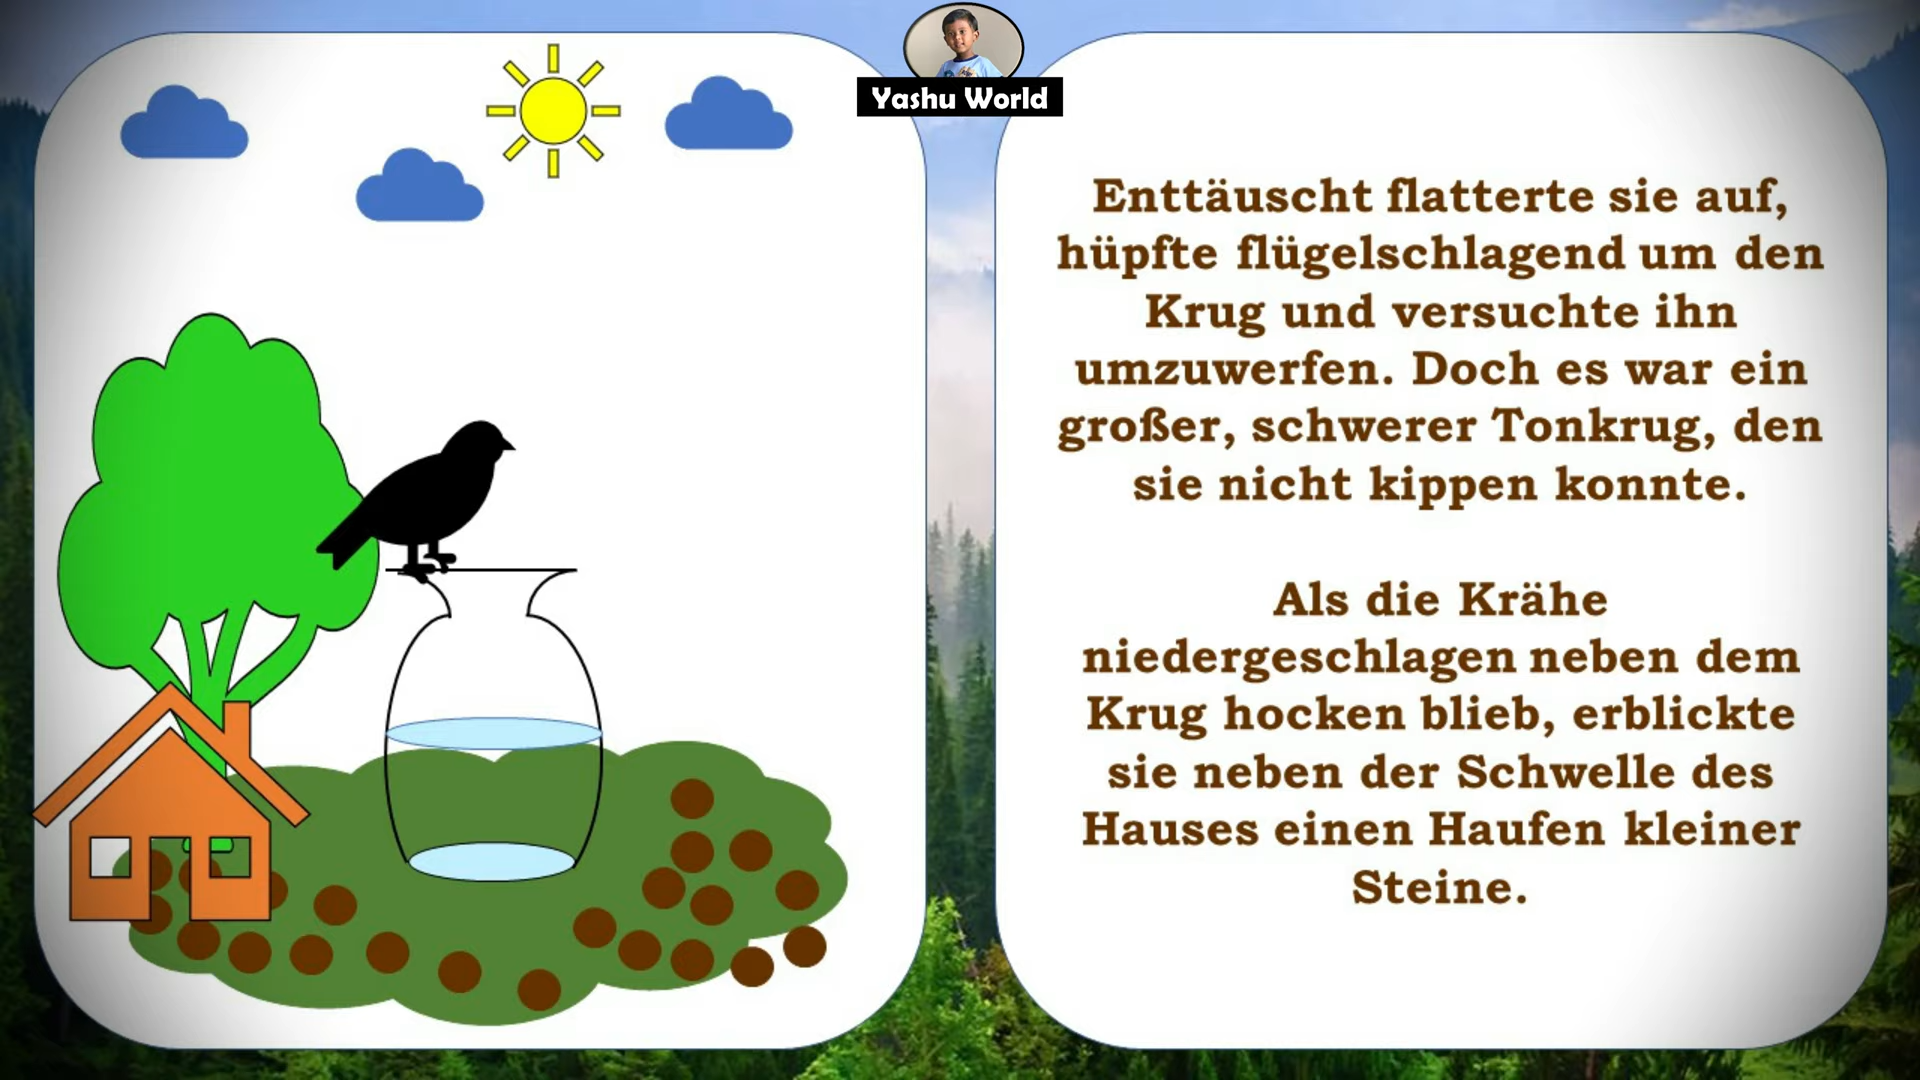 Yashu World
Enttäuscht flatterte sie auf,
hüpfte flügelschlagend um den
Krug und versuchte ihn
umzuwerfen. Doch es war ein
großer, schwerer Tonkrug, den
sie nicht kippen konnte.
Als die Krähe
niedergeschlagen neben dem
Krug hocken blieb, erblickte
sie neben der Schwelle des
Hauses einen Haufen kleiner
Steine.